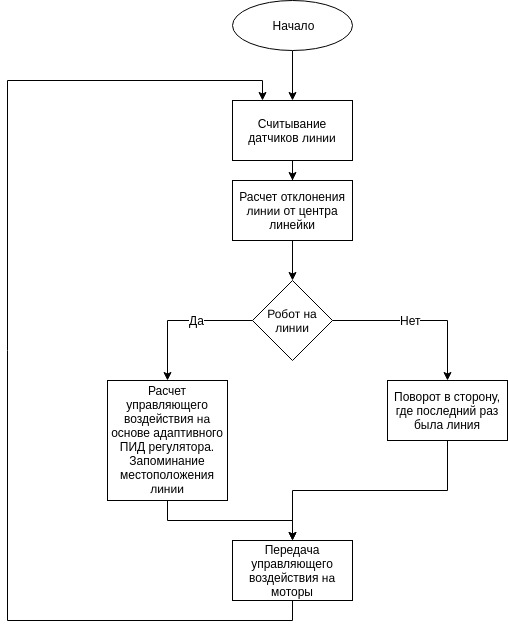 Начало
Считывание
датчиков линии
Расчет отклонения
линии от центра
линейки
Робот на
линии
Да
Нет
Расчет
управляющего
воздействия на
основе адаптивного
ПИД регулятора.
Запоминание
местоположения
линии
Поворот в сторону,
где последний раз
была линия
Передача
управляющего
воздействия на
моторы